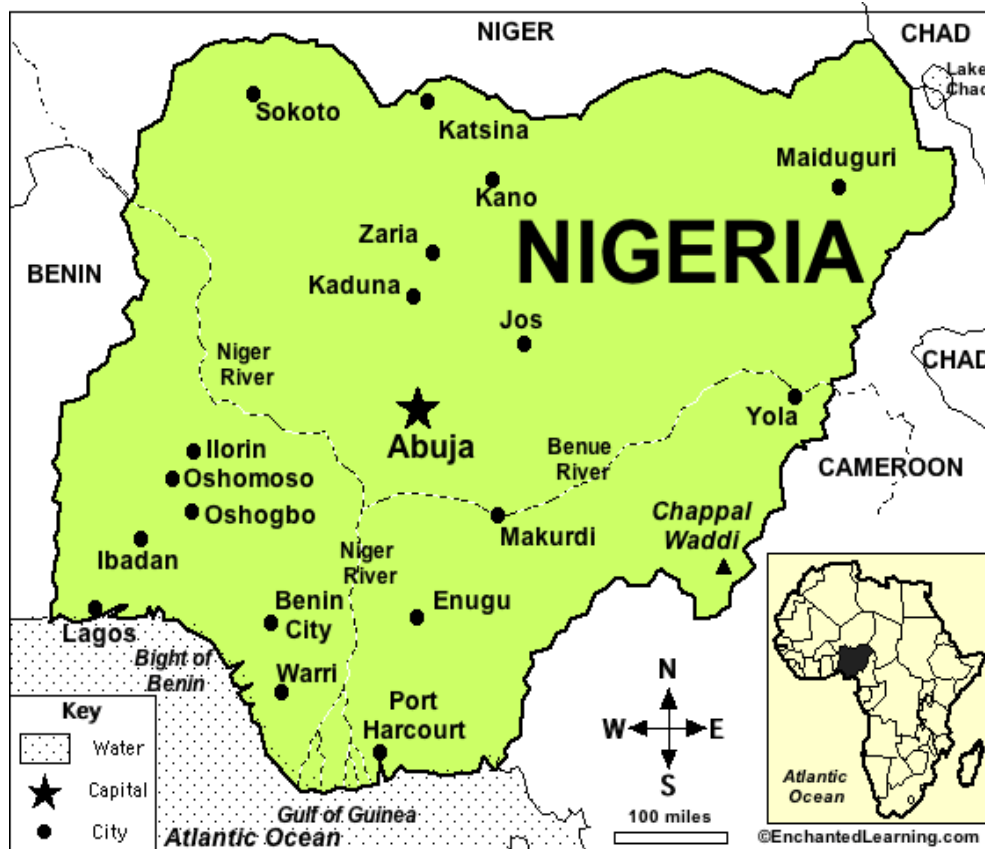 NIGER
CHAD
Lake
Chad
Sokoto
Katsina
Maiduguri
Kano
Zaria
NIGERIA
BENIN
Kaduna
Jos
Niger
River
CHAD
Yola
Abuja
Benue
River
Ilorin
CAMEROON
Oshomoso
Oshogbo
Chappal
Waddi
Makurdi
Ibadan
Niger
River
Benin
City
Enugu
Lagos
Bight of
Benin
Warri
Port
Harcourt
N
W E
S
Key
Water
Capital
City
Gulf of Guinea
Atlantic Ocean
100 miles
Atlantic
Ocean
©EnchantedLearning.com